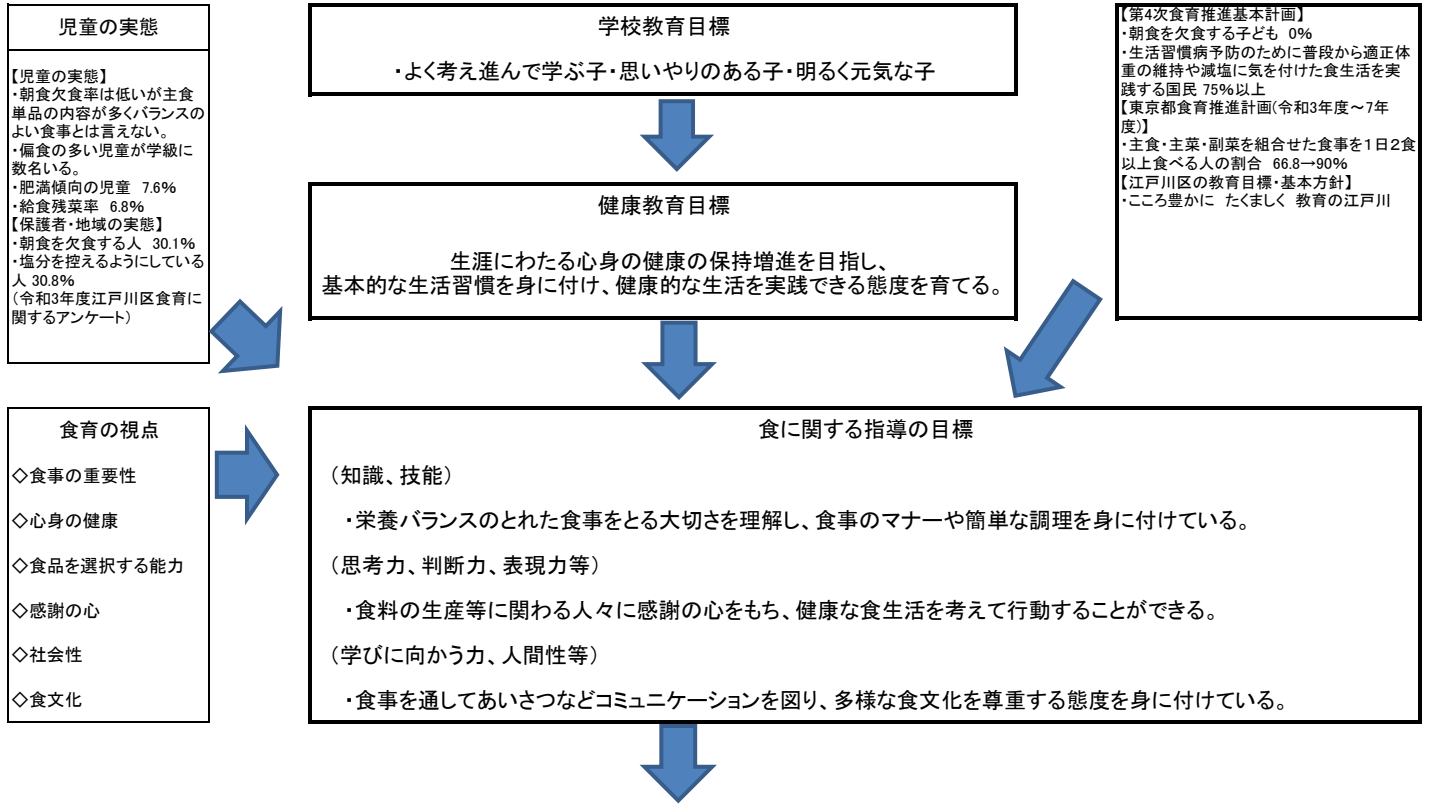 児童の実態
【児童の実態】
・朝食欠食率は低いが主食
単品の内容が多くバランスの
よい食事とは言えない。
・偏食の多い児童が学級に
数名いる。
・肥満傾向の児童 7.6%
・給食残菜率 6.8%
【保護者・地域の実態】
・朝食を欠食する人 30.1%
・塩分を控えるようにしている
人 30.8%
(令和3年度江戸川区食育に
関するアンケート)
学校教育目標
・よく考え進んで学ぶ子・思いやりのある子・明るく元気な子
健康教育目標
生涯にわたる心身の健康の保持増進を目指し、
基本的な生活習慣を身に付け、健康的な生活を実践できる態度を育てる。
【第4次食育推進基本計画】
・朝食を欠食する子ども 0%
・生活習慣病予防のために普段から適正体
重の維持や減塩に気を付けた食生活を実
践する国民 75%以上
【東京都食育推進計画(令和3年度～7年
度)】
・主食・主菜・副菜を組合せた食事を1日2食
以上食べる人の割合 66.8→90%
【江戸川区の教育目標・基本方針】
・こころ豊かに たくましく 教育の江戸川
食育の視点
◇食事の重要性
◇心身の健康
◇食品を選択する能力
◇感謝の心
◇社会性
◇食文化
食に関する指導の目標
(知識、技能)
・栄養バランスのとれた食事をとる大切さを理解し、食事のマナーや簡単な調理を身に付けている。
(思考力、判断力、表現力等)
・食料の生産等に関わる人々に感謝の心をもち、健康な食生活を考えて行動することができる。
(学びに向かう力、人間性等)
・食事を通してあいさつなどコミュニケーションを図り、多様な食文化を尊重する態度を身に付けている。